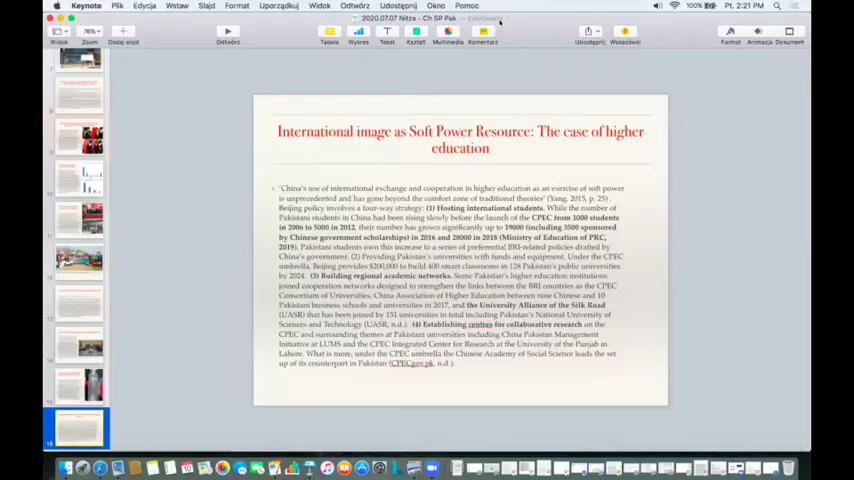 Keynote Plik Edycja Wstaw Slajd Format Uporządkuj Widok Odtwórz Udostępnij Okno Pomoc 100% Pt. 2:21 PM
2020.07.07 Nitza - Ch SP Pak — Edytowany
76%
Widok Zoom Dodaj slajd Odtwórz Tabela Wykres Tekst Kształt Multimedia Komentarz Udostępnij Wskazówki Format Animacja Dokument
International image as Soft Power Resource: The case of higher
education
'China's use of international exchange and cooperation in higher education as an exercise of soft power
is unprecedented and has gone beyond the comfort zone of traditional theories' (Yang, 2015, p. 25) .
Beijing policy involves a four-way strategy: (1) Hosting international students. While the number of
Pakistani students in China had been rising slowly before the launch of the CPEC from 1000 students
in 2006 to 5000 in 2012, their number has grown significantly up to 19000 (including 3500 sponsored
by Chinese government scholarships) in 2016 and 28000 in 2018 (Ministry of Education of PRC,
2019). Pakistani students own this increase to a series of preferential BRI-related policies drafted by
China's government. (2) Providing Pakistan's universities with funds and equipment. Under the CPEC
umbrella, Beijing provides $200,000 to build 400 smart classrooms in 128 Pakistan's public universities
by 2024. (3) Building regional academic networks. Some Pakistan's higher education institutions
joined cooperation networks designed to strengthen the links between the BRI countries as the CPEC
Consortium of Universities, China Association of Higher Education between nine Chinese and 10
Pakistani business schools and universities in 2017, and the University Alliance of the Silk Road
(UASR) that has been joined by 151 universities in total including Pakistan's National University of
Sciences and Technology (UASR, n.d.). (4) Establishing centres for collaborative research on the
CPEC and surrounding themes at Pakistani universities including China Pakistan Management
Initiative at LUMS and the CPEC Integrated Center for Research at the University of the Punjab in
Lahore. What is more, under the CPEC umbrella the Chinese Academy of Social Science leads the set
up of its counterpart in Pakistan (CPECgov.pk, n.d.).